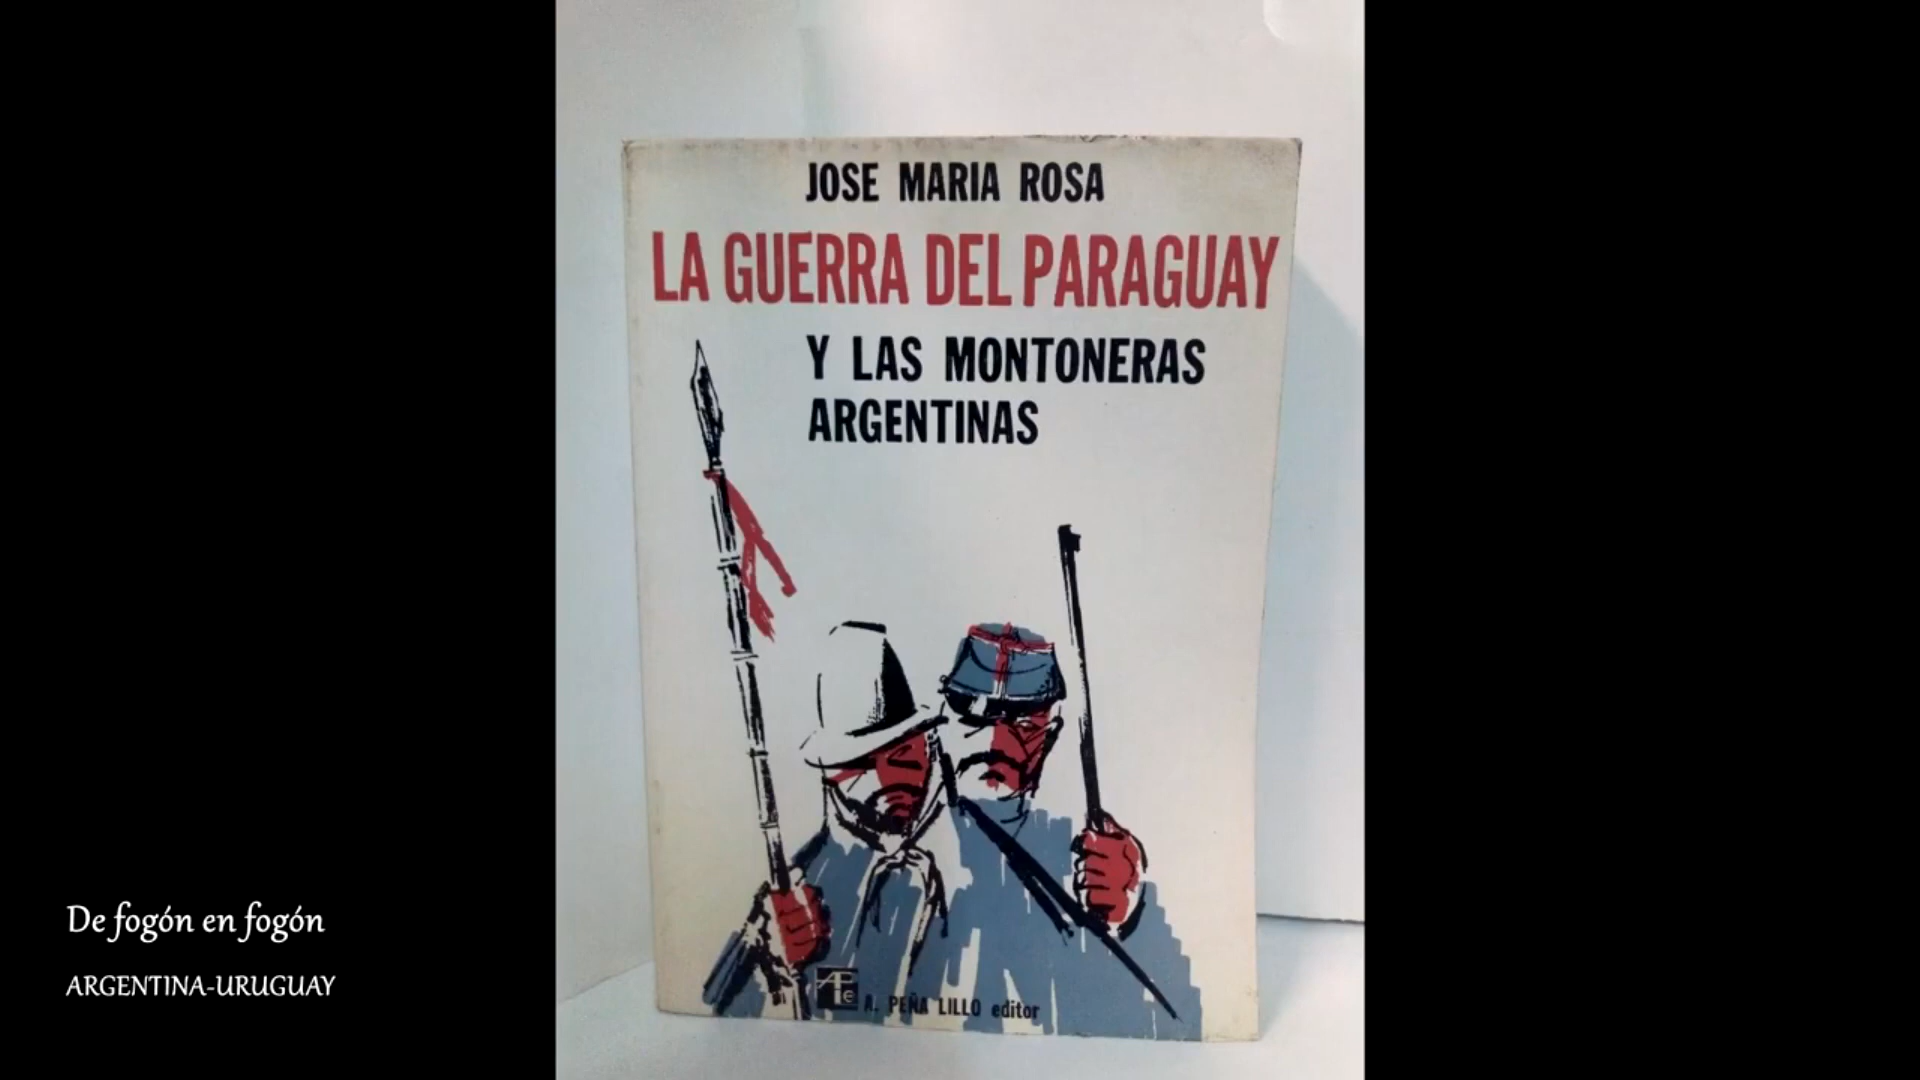 JOSE MARIA ROSA
LA GUERRA DEL PARAGUAY
Y LAS MONTONERAS
ARGENTINAS
APLe
A. PEÑA LILLO editor
De fogón en fogón
ARGENTINA-URUGUAY